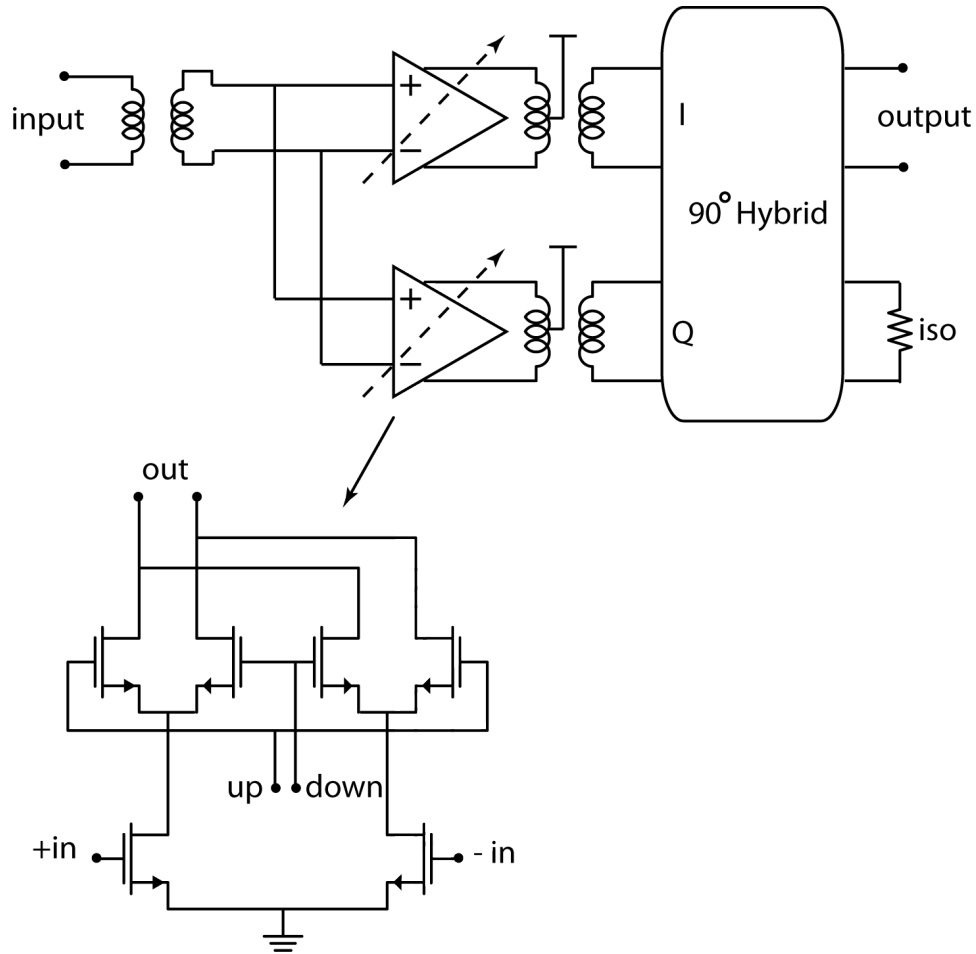 input
+
−
I
output
90° Hybrid
+
−
Q
iso
out
up down
+in
- in